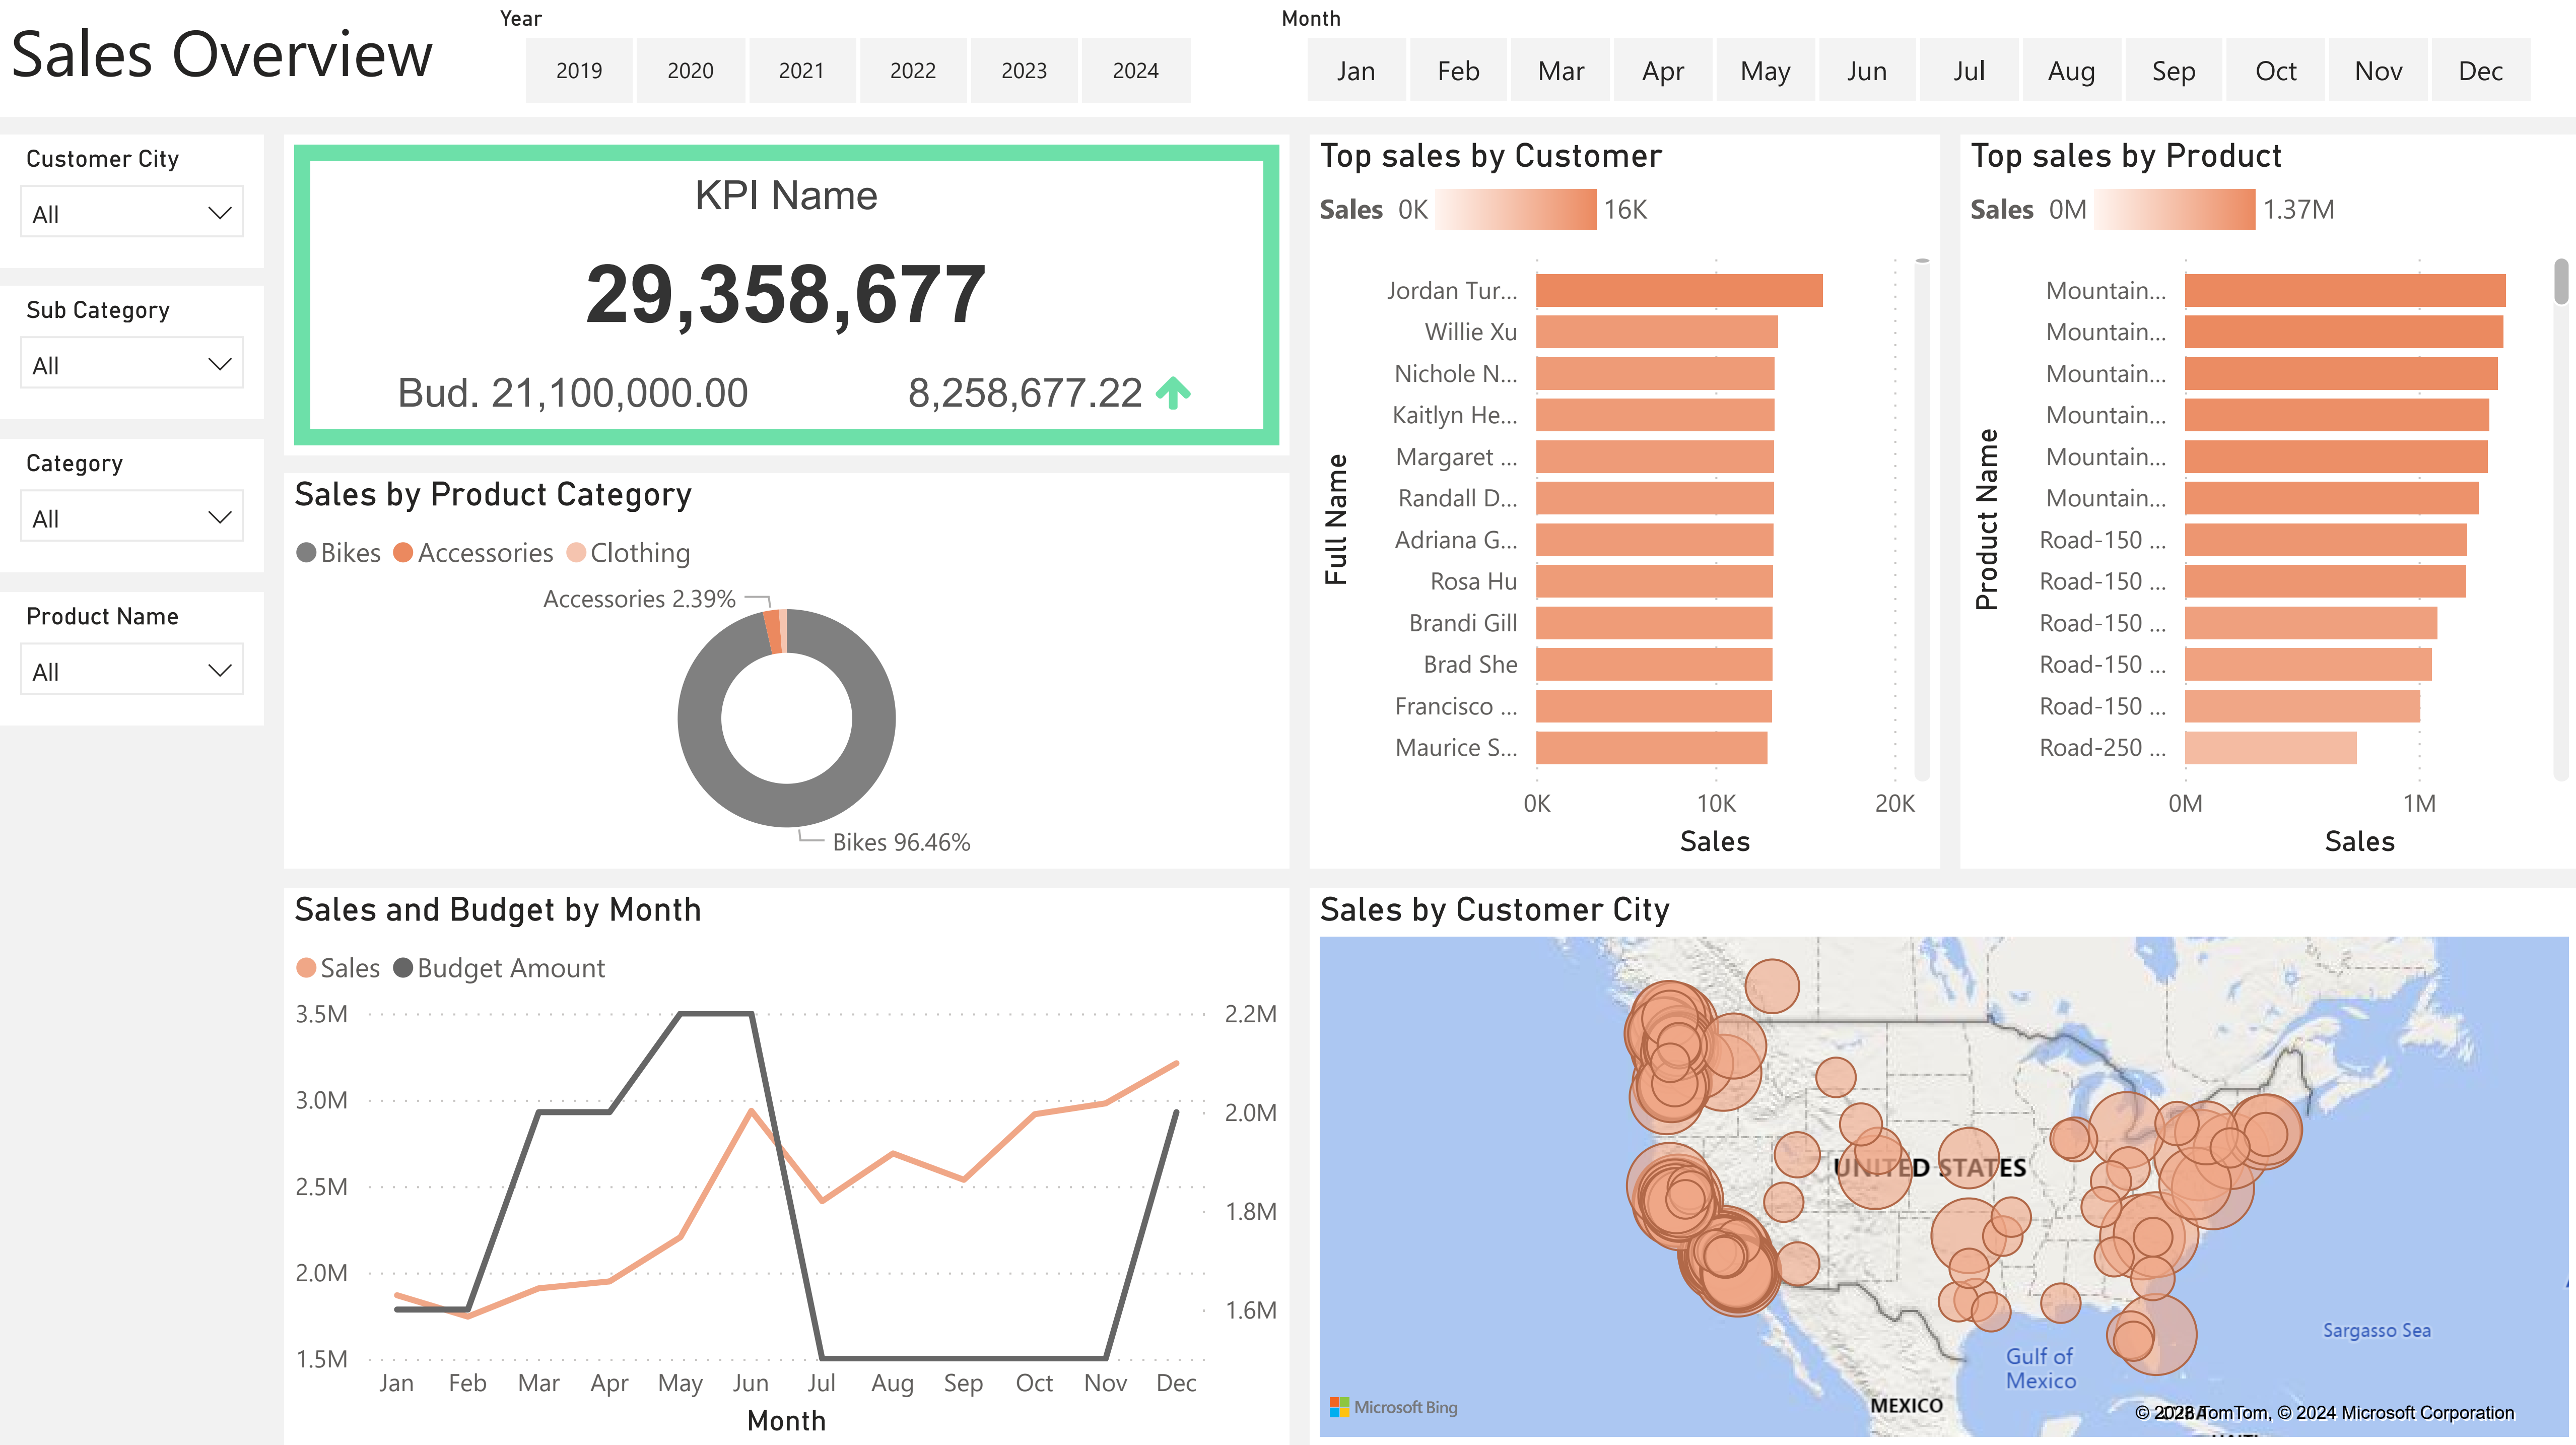 Sales Overview
Year
2019 2020 2021 2022 2023 2024
Month
Jan Feb Mar Apr May Jun Jul Aug Sep Oct Nov Dec
Customer City
All
Sub Category
All
Category
All
Product Name
All
KPI Name
29,358,677
Bud. 21,100,000.00 8,258,677.22
Sales by Product Category
Bikes Accessories Clothing
Accessories 2.39%
Bikes 96.46%
Top sales by Customer
Sales 0K 16K
Full Name
Jordan Tur...
Willie Xu
Nichole N...
Kaitlyn He...
Margaret ...
Randall D...
Adriana G...
Rosa Hu
Brandi Gill
Brad She
Francisco ...
Maurice S...
0K 10K 20K
Sales
Top sales by Product
Sales 0M 1.37M
Product Name
Mountain...
Mountain...
Mountain...
Mountain...
Mountain...
Mountain...
Road-150 ...
Road-150 ...
Road-150 ...
Road-150 ...
Road-150 ...
Road-250 ...
0M 1M
Sales
Sales and Budget by Month
Sales Budget Amount
3.5M 2.2M
3.0M 2.0M
2.5M 1.8M
2.0M 1.6M
1.5M
Jan Feb Mar Apr May Jun Jul Aug Sep Oct Nov Dec
Month
Sales by Customer City
UNITED STATES
Sargasso Sea
Gulf of
Mexico
MEXICO
Microsoft Bing
TomTom, © 2024 Microsoft Corporation